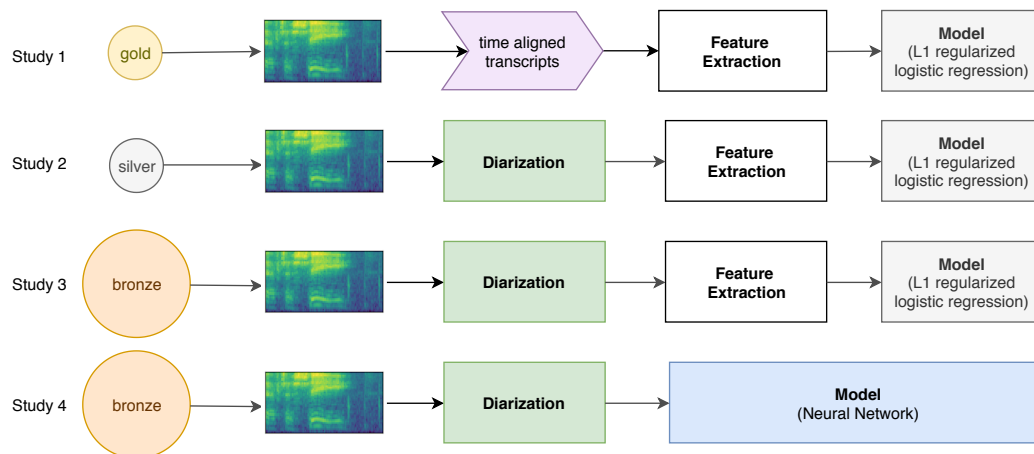 Study 1
gold
time aligned
transcripts
Feature
Extraction
Model
(L1 regularized
logistic regression)
Study 2
silver
Diarization
Feature
Extraction
Model
(L1 regularized
logistic regression)
Study 3
bronze
Diarization
Feature
Extraction
Model
(L1 regularized
logistic regression)
Study 4
bronze
Diarization
Model
(Neural Network)